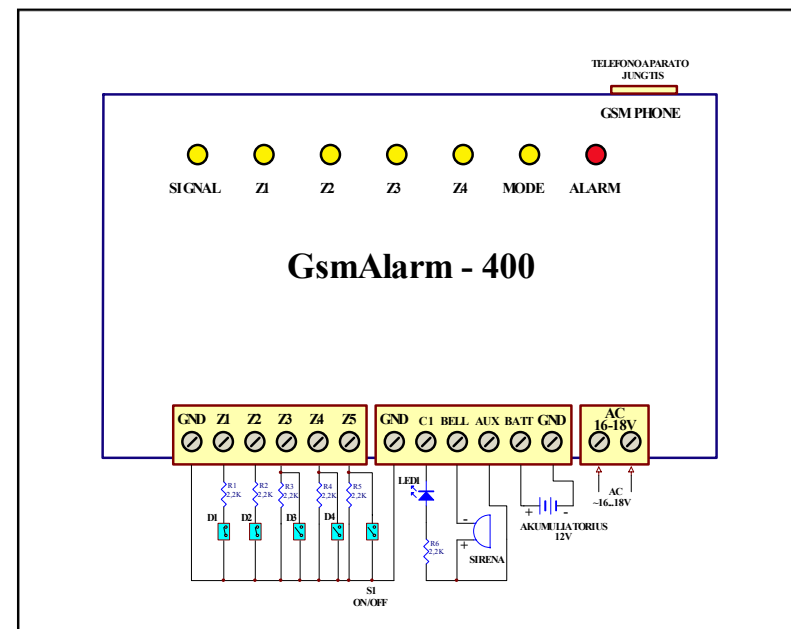 TELEFONO APARATO
JUNGTIS
GSM PHONE
SIGNAL Z1 Z2 Z3 Z4 MODE ALARM
GsmAlarm - 400
GND Z1 Z2 Z3 Z4 Z5
GND C1 BELL AUX BATT GND
AC
16-18V
R1
2,2K
R2
2,2K
R3
2,2K
R4
2,2K
R5
2,2K
D1 D2 D3 D4
S1
ON/OFF
LED1
R6
2,2K
- 
+
SIRENA
+ -
AKUMULIATORIUS
12V
AC
~16...18V